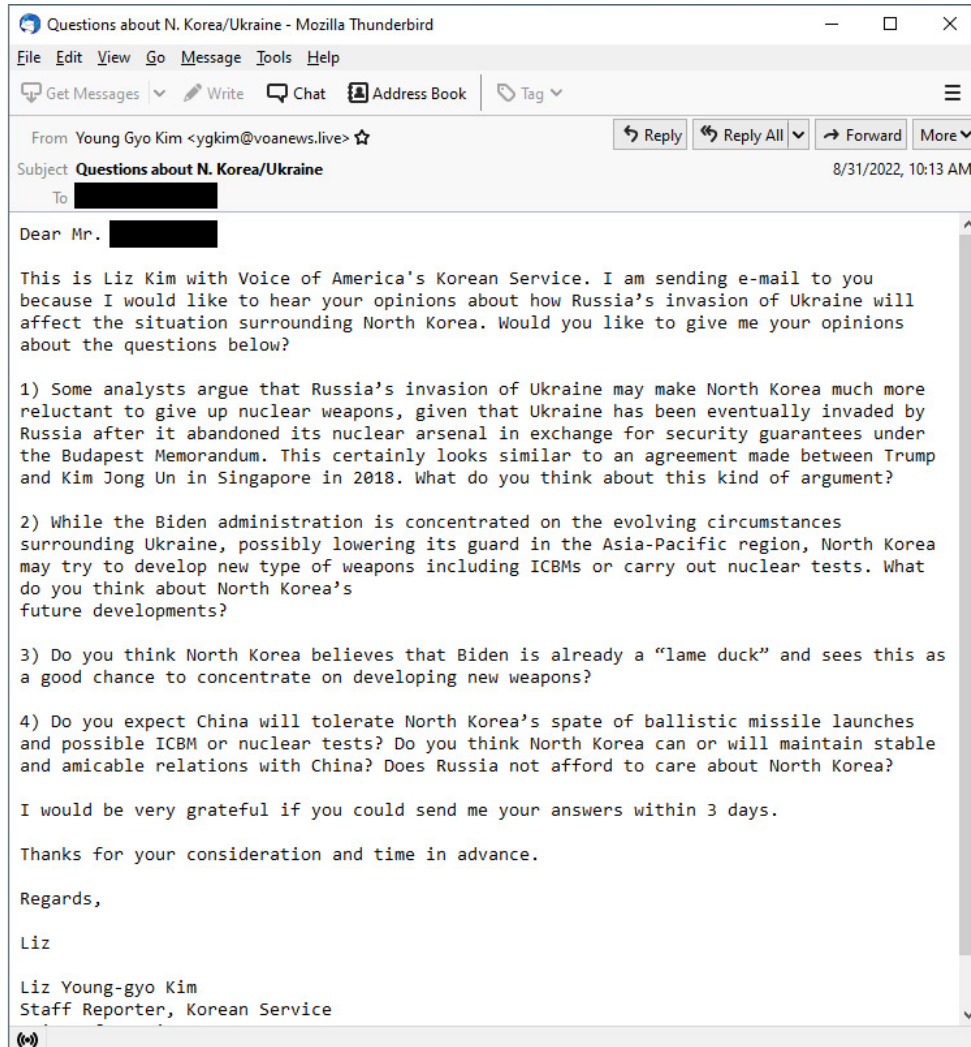 Questions about N. Korea/Ukraine - Mozilla Thunderbird
File Edit View Go Message Tools Help
Get Messages Write Chat Address Book Tag
From Young Gyo Kim <ygkim@voanews.live> Reply Reply All Forward More
Subject Questions about N. Korea/Ukraine 8/31/2022, 10:13 AM
To
Dear Mr.
This is Liz Kim with Voice of America's Korean Service. I am sending e-mail to you
because I would like to hear your opinions about how Russia’s invasion of Ukraine will
affect the situation surrounding North Korea. Would you like to give me your opinions
about the questions below?
1) Some analysts argue that Russia’s invasion of Ukraine may make North Korea much more
reluctant to give up nuclear weapons, given that Ukraine has been eventually invaded by
Russia after it abandoned its nuclear arsenal in exchange for security guarantees under
the Budapest Memorandum. This certainly looks similar to an agreement made between Trump
and Kim Jong Un in Singapore in 2018. What do you think about this kind of argument?
2) While the Biden administration is concentrated on the evolving circumstances
surrounding Ukraine, possibly lowering its guard in the Asia-Pacific region, North Korea
may try to develop new type of weapons including ICBMs or carry out nuclear tests. What
do you think about North Korea’s
future developments?
3) Do you think North Korea believes that Biden is already a “lame duck” and sees this as
a good chance to concentrate on developing new weapons?
4) Do you expect China will tolerate North Korea’s spate of ballistic missile launches
and possible ICBM or nuclear tests? Do you think North Korea can or will maintain stable
and amicable relations with China? Does Russia not afford to care about North Korea?
I would be very grateful if you could send me your answers within 3 days.
Thanks for your consideration and time in advance.
Regards,
Liz
Liz Young-gyo Kim
Staff Reporter, Korean Service